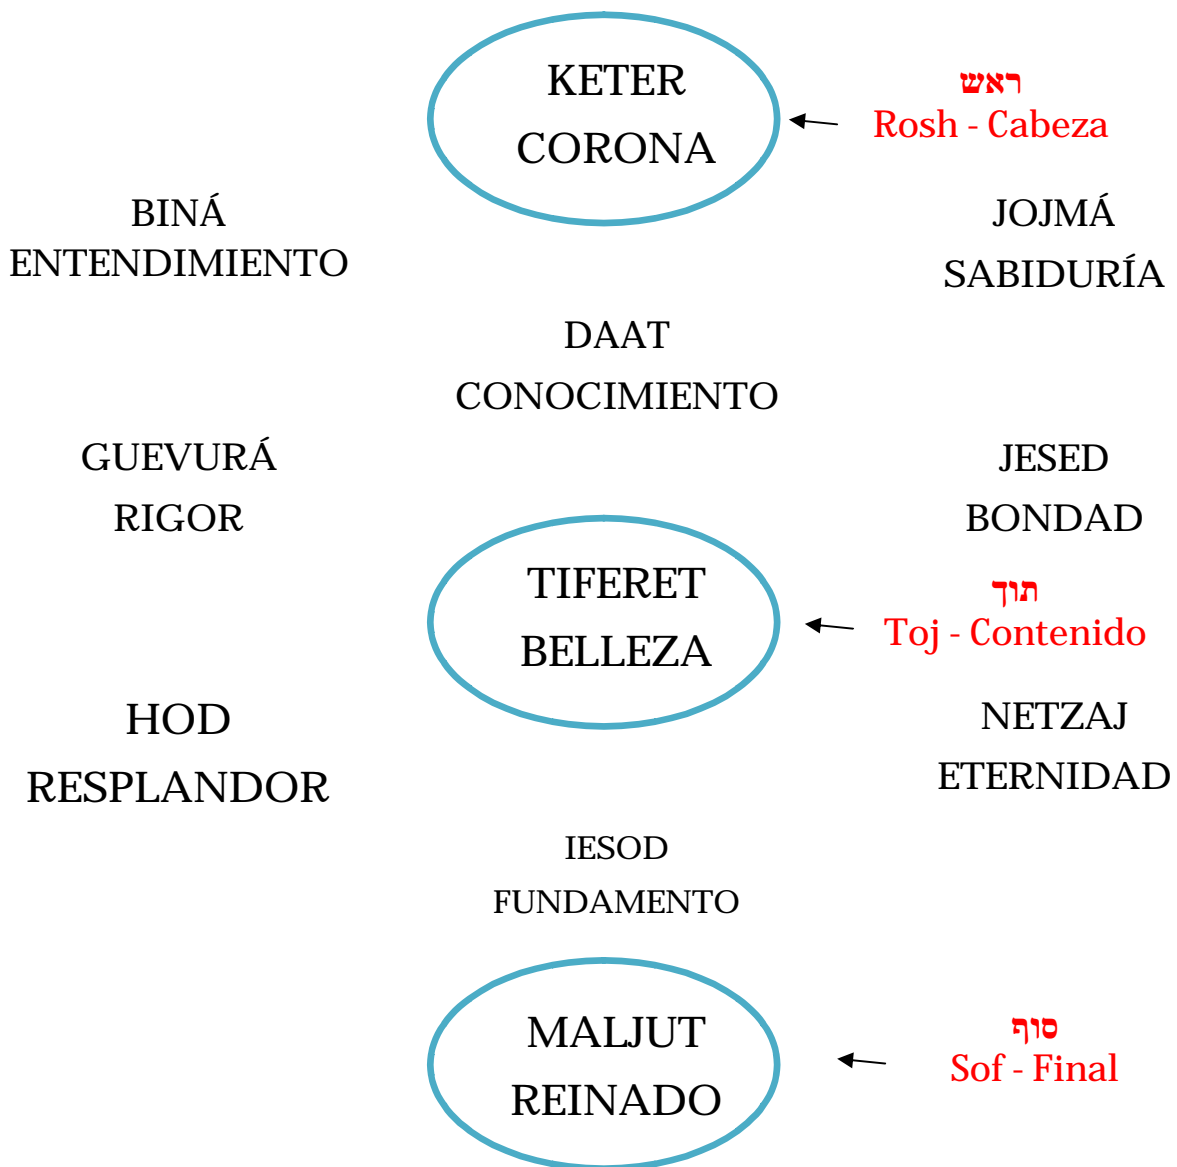 KETER
CORONA
ראש
Rosh - Cabeza
BINÁ
ENTENDIMIENTO
JOJMÁ
SABIDURÍA
DAAT
CONOCIMIENTO
GUEVURÁ
RIGOR
JESED
BONDAD
TIFERET
BELLEZA
תוך
Toj - Contenido
HOD
RESPLANDOR
NETZAJ
ETERNIDAD
IESOD
FUNDAMENTO
MALJUT
REINADO
סוף
Sof - Final